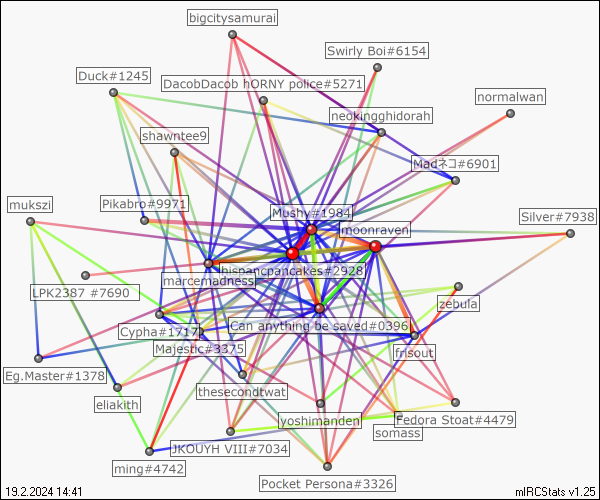 bigcitysamurai
Swirly Boi#6154
Duck#1245
DacobDacob hORNY police#5271
normalwan
neokingghidorah
shawntee9
Madネコ#6901
mukszi
Pikabro#9971
Mushy#1984
Silver#7938
moonraven
hispancpancakes#2928
marcemadness
LPK2387 #7690
zebula
Cypha#1717
Can anything be saved#0396
Majestic#3375
frisout
Eg.Master#1378
thesecondtwat
eliakith
yoshimanden
Fedora Stoat#4479
somass
JKOUYH VIII#7034
ming#4742
Pocket Persona#3326
19.2.2024 14:41
mIRCStats v1.25